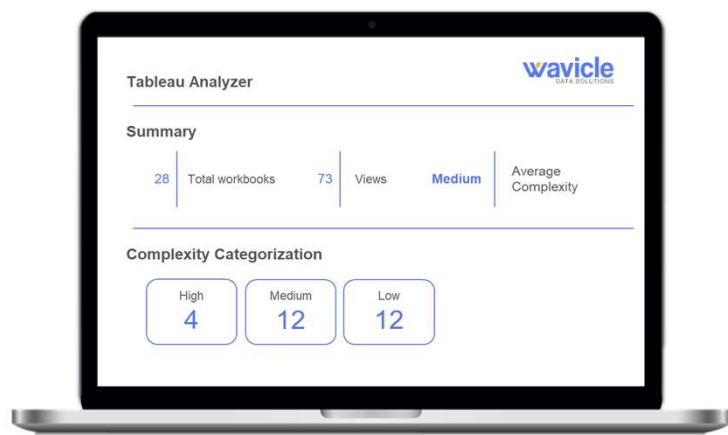 wavicle
DATA SOLUTIONS
Tableau Analyzer
Summary
28 Total workbooks 73 Views Medium Average
Complexity
Complexity Categorization
High Medium Low
4 12 12